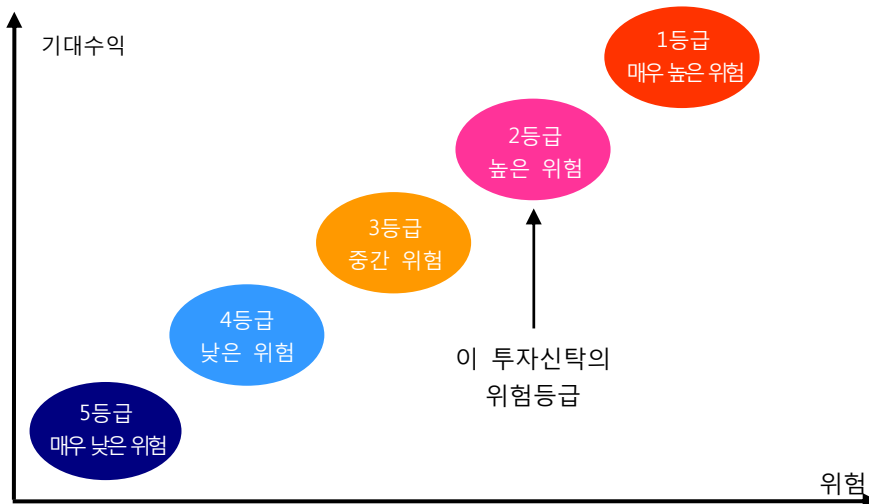 기대수익
1등급
매우 높은 위험
2등급
높은 위험
3등급
중간 위험
4등급
낮은 위험
이 투자신탁의
위험등급
5등급
매우 낮은 위험
위험